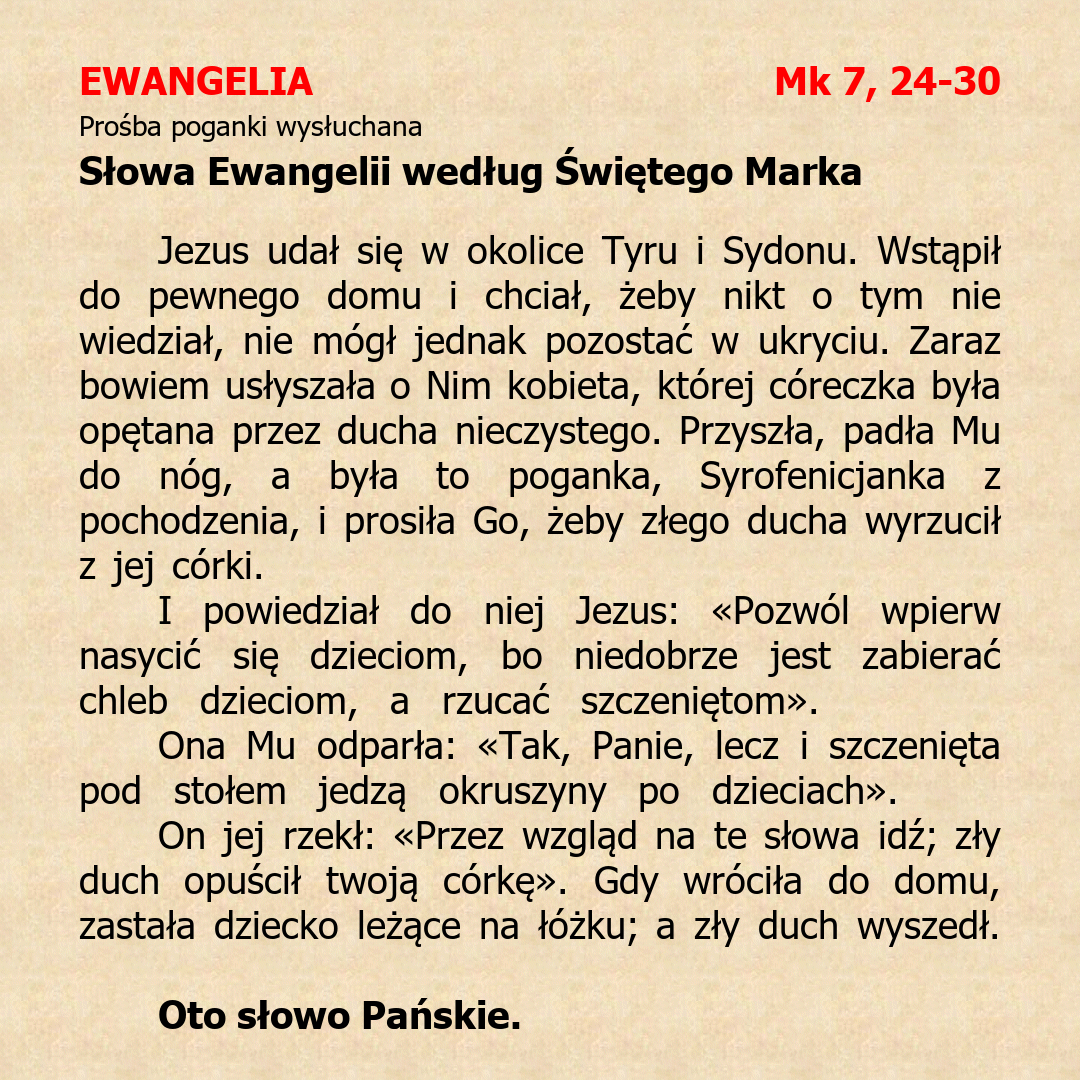 EWANGELIA Mk 7, 24-30
Prośba poganki wysłuchana
Słowa Ewangelii według Świętego Marka
Jezus udał się w okolice Tyru i Sydonu. Wstąpił
do pewnego domu i chciał, żeby nikt o tym nie
wiedział, nie mógł jednak pozostać w ukryciu. Zaraz
bowiem usłyszała o Nim kobieta, której córeczka była
opętana przez ducha nieczystego. Przyszła, padła Mu
do nóg, a była to poganka, Syrofenicjanka z
pochodzenia, i prosiła Go, żeby złego ducha wyrzucił
z jej córki.
I powiedział do niej Jezus: «Pozwól wpierw
nasycić się dzieciom, bo niedobrze jest zabierać
chleb dzieciom, a rzucać szczeniętom».
Ona Mu odparła: «Tak, Panie, lecz i szczenięta
pod stołem jedzą okruszyny po dzieciach».
On jej rzekł: «Przez wzgląd na te słowa idź; zły
duch opuścił twoją córkę». Gdy wróciła do domu,
zastała dziecko leżące na łóżku; a zły duch wyszedł.
Oto słowo Pańskie.